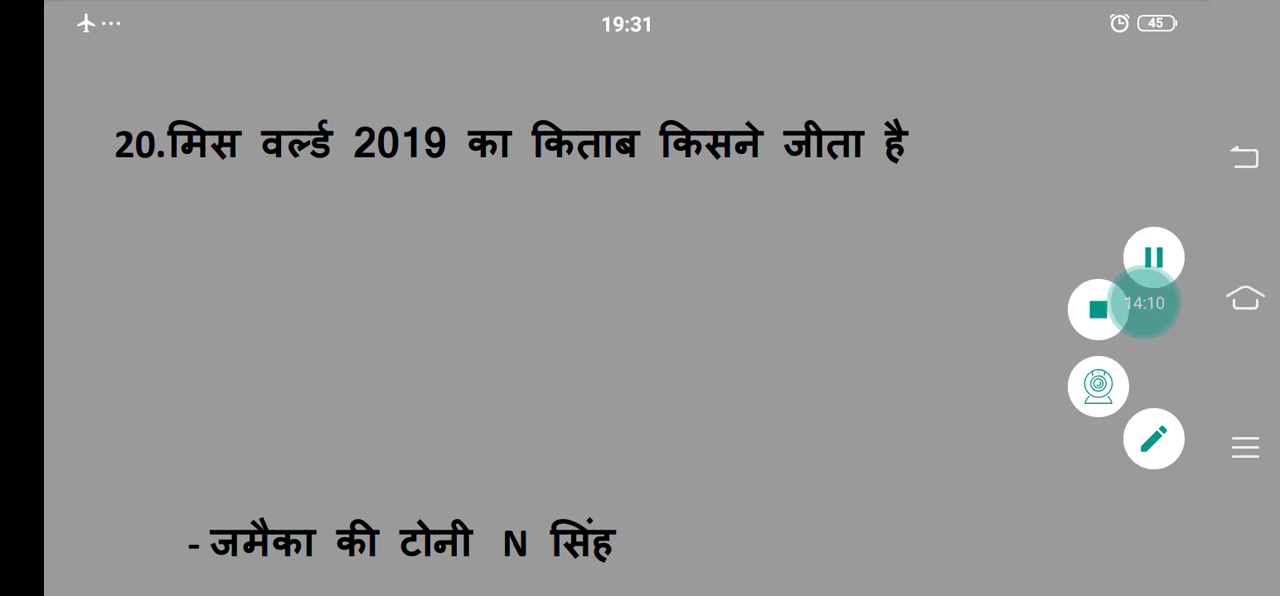 19:31
45
20.मिस वर्ल्ड 2019 का किताब किसने जीता है
14:10
- जमैका की टोनी N सिंह